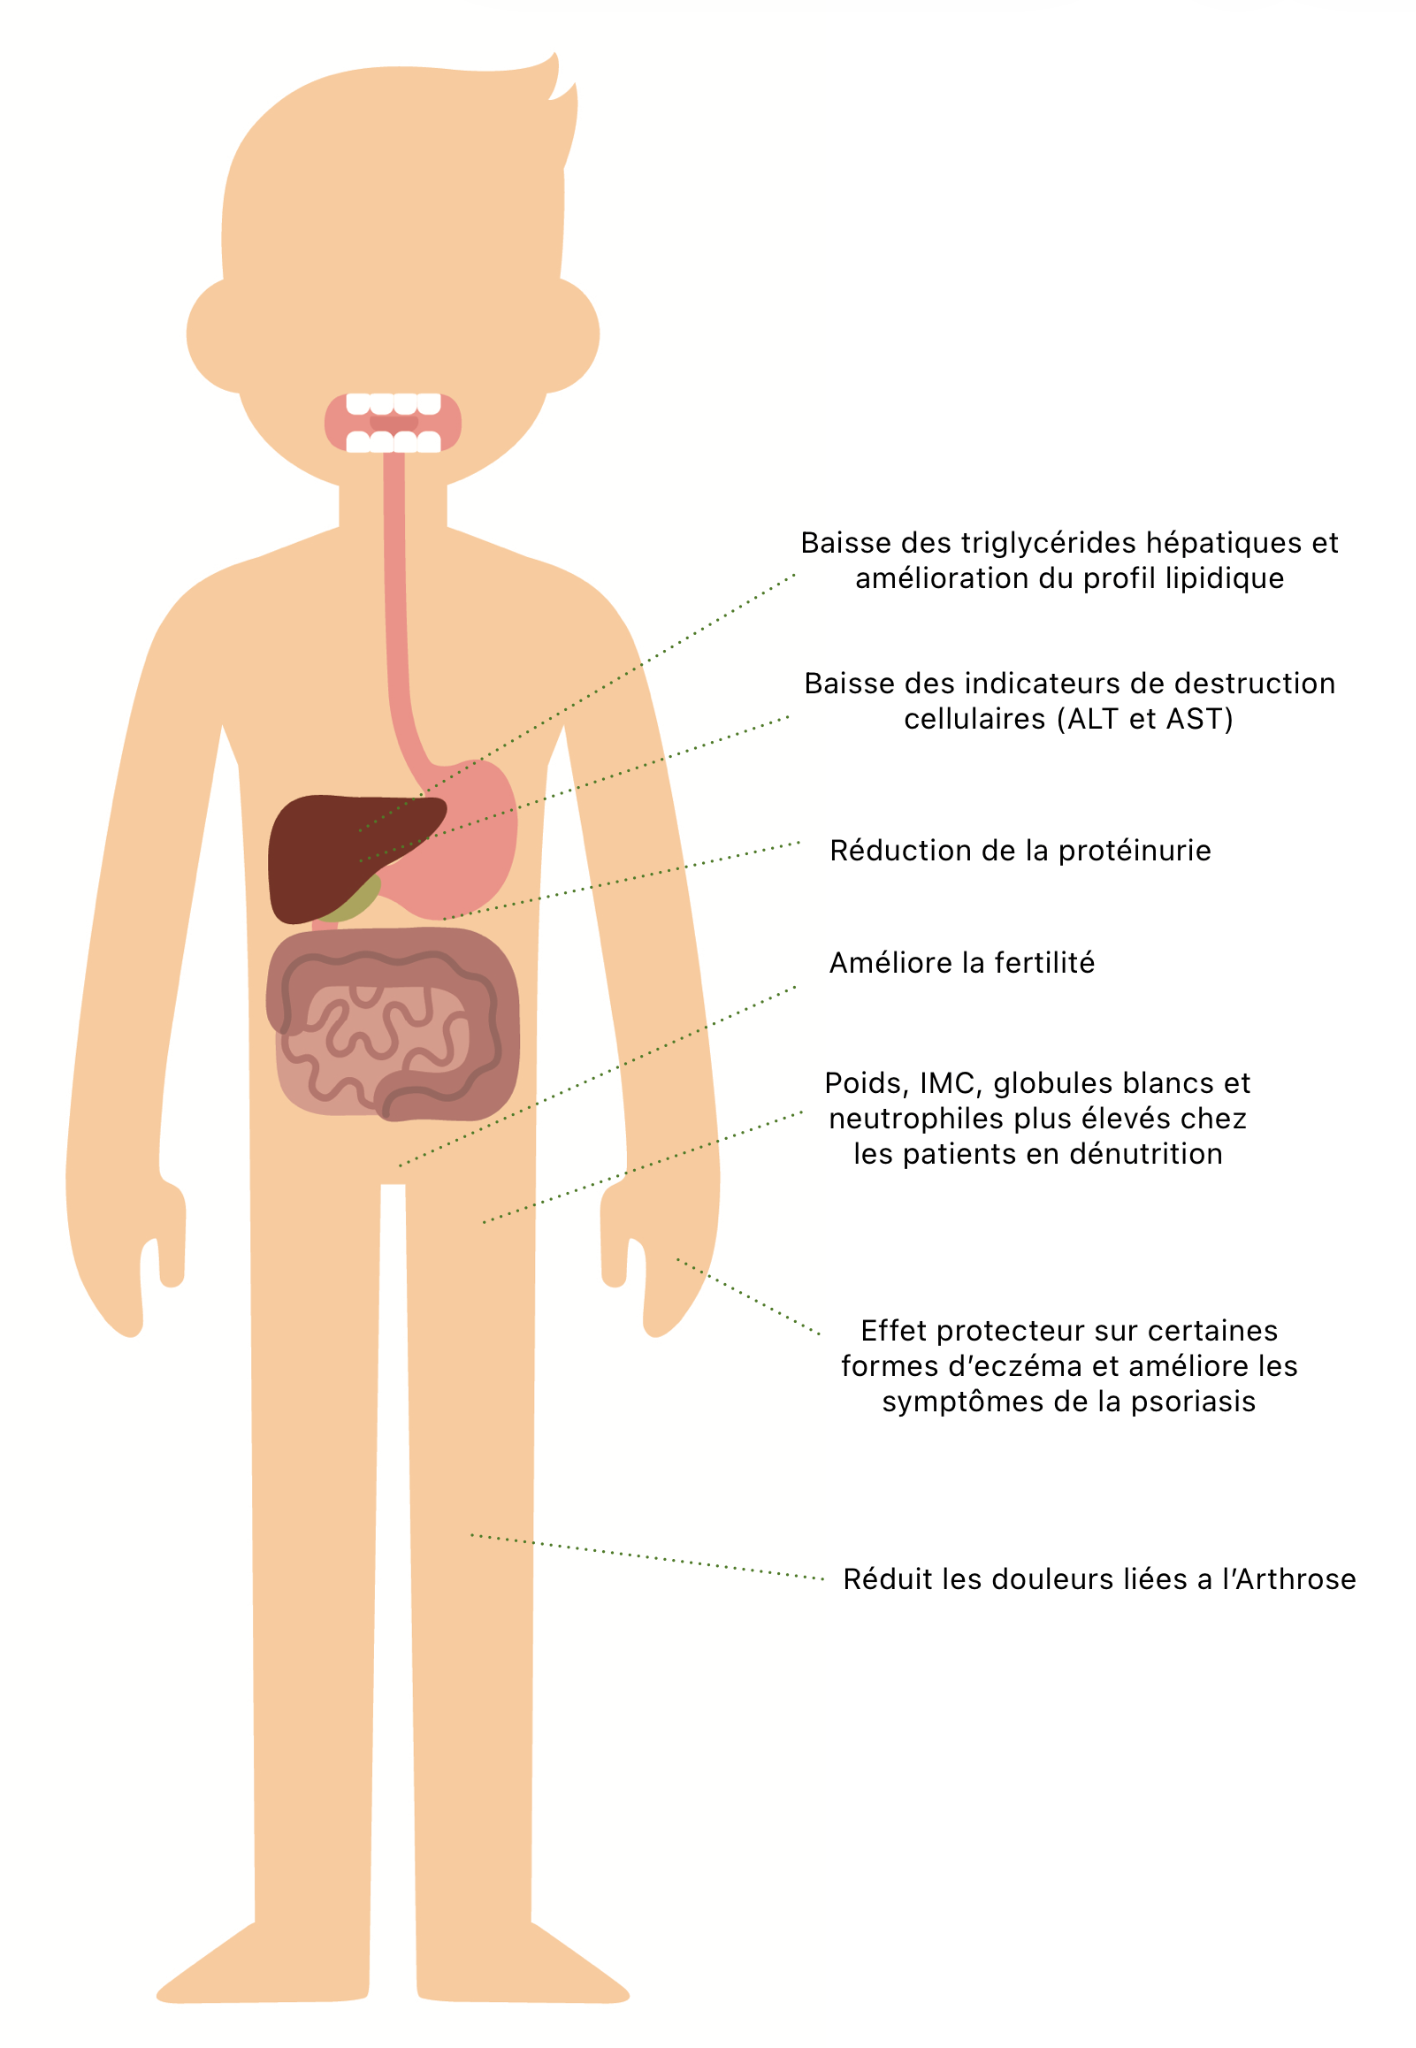 Baisse des triglycérides hépatiques et
amélioration du profil lipidique
Baisse des indicateurs de destruction
cellulaires (ALT et AST)
Réduction de la protéinurie
Améliore la fertilité
Poids, IMC, globules blancs et
neutrophiles plus élevés chez
les patients en dénutrition
Effet protecteur sur certaines
formes d’eczéma et améliore les
symptômes de la psoriasis
Réduit les douleurs liées a l’Arthrose